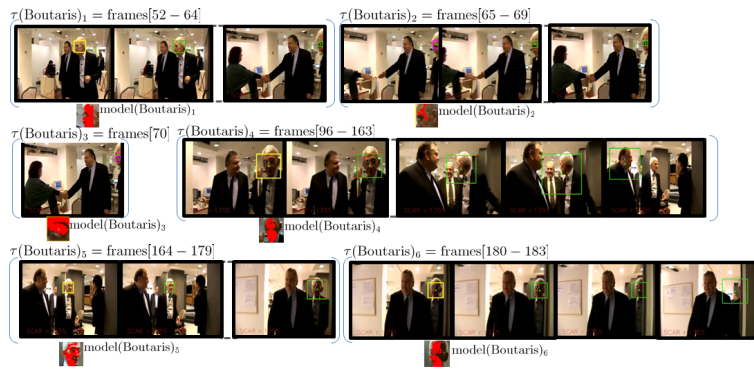 τ(Boutaris)₁ = frames[52 − 64]
τ(Boutaris)₂ = frames[65 − 69]
model(Boutaris)₁
model(Boutaris)₂
τ(Boutaris)₃ = frames[70]
τ(Boutaris)₄ = frames[96 − 163]
model(Boutaris)₃
model(Boutaris)₄
τ(Boutaris)₅ = frames[164 − 179]
τ(Boutaris)₆ = frames[180 − 183]
model(Boutaris)₅
model(Boutaris)₆